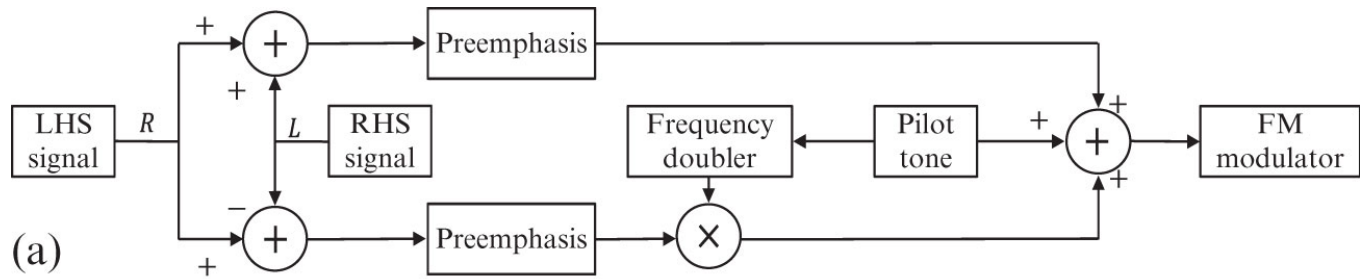 +
+
Preemphasis
+
LHS
signal
R
L
RHS
signal
Frequency
doubler
Pilot
tone
+
+
+
FM
modulator
+
−
+
Preemphasis
×
+
(a)